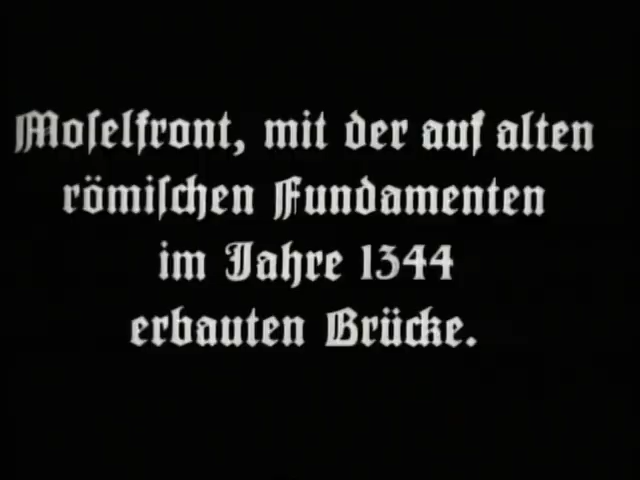 Moſelfront, mit der auf alten
römiſchen Fundamenten
im Jahre 1344
erbauten Brücke.